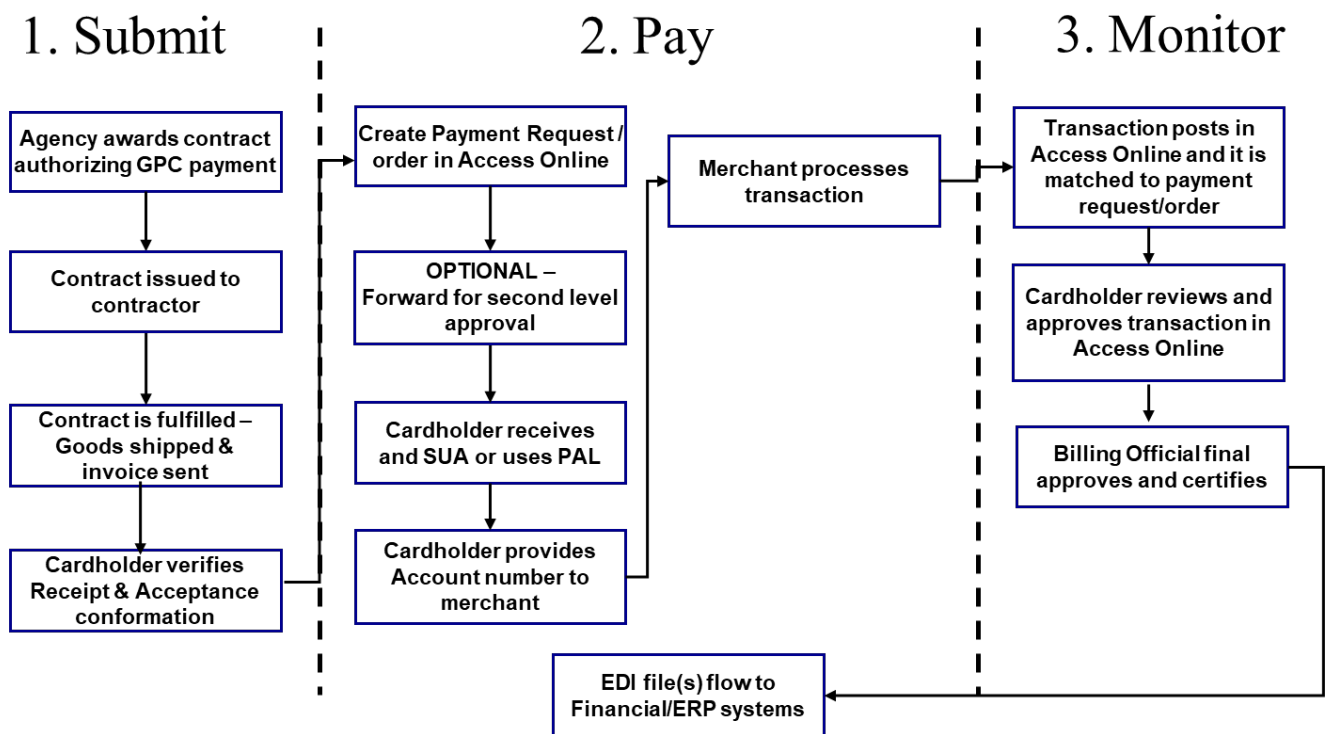 1. Submit
2. Pay
3. Monitor
Agency awards contract
authorizing GPC payment
Contract issued to
contractor
Contract is fulfilled –
Goods shipped &
invoice sent
Cardholder verifies
Receipt & Acceptance
conformation
Create Payment Request /
order in Access Online
OPTIONAL –
Forward for second level
approval
Cardholder receives
and SUA or uses PAL
Cardholder provides
Account number to
merchant
Merchant processes
transaction
Transaction posts in
Access Online and it is
matched to payment
request/order
Cardholder reviews and
approves transaction in
Access Online
Billing Official final
approves and certifies
EDI file(s) flow to
Financial/ERP systems